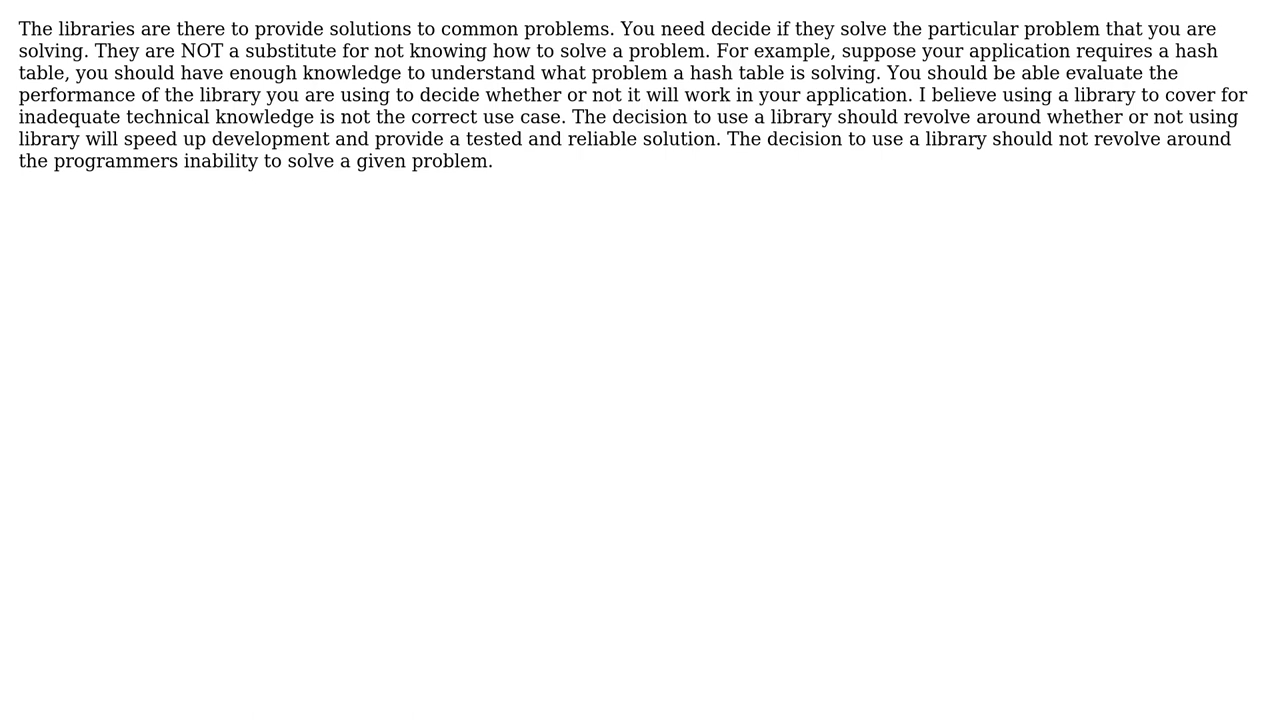 The libraries are there to provide solutions to common problems. You need decide if they solve the particular problem that you are
solving. They are NOT a substitute for not knowing how to solve a problem. For example, suppose your application requires a hash
table, you should have enough knowledge to understand what problem a hash table is solving. You should be able evaluate the
performance of the library you are using to decide whether or not it will work in your application. I believe using a library to cover for
inadequate technical knowledge is not the correct use case. The decision to use a library should revolve around whether or not using
library will speed up development and provide a tested and reliable solution. The decision to use a library should not revolve around
the programmers inability to solve a given problem.